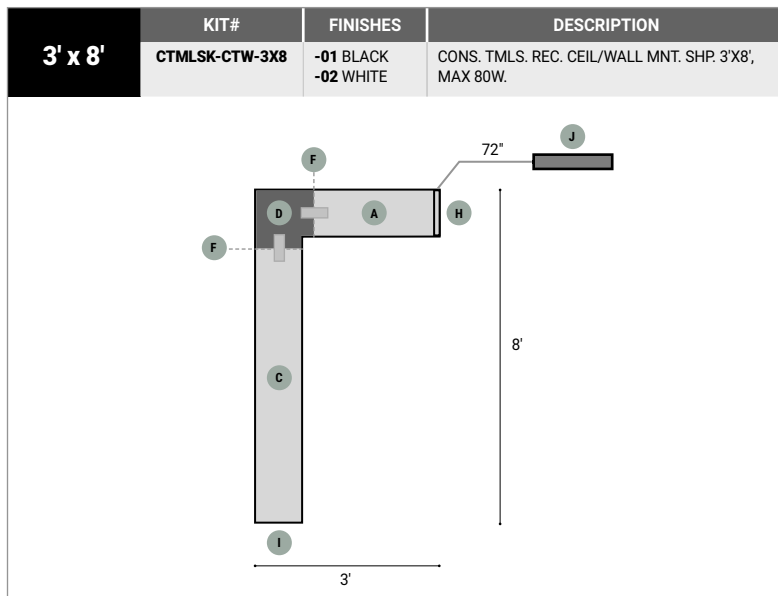 3' x 8'
KIT#
FINISHES
DESCRIPTION
CTMLSK-CTW-3X8
-01 BLACK
-02 WHITE
CONS. TMLS. REC. CEIL/WALL MNT. SHP. 3'X8',
MAX 80W.
J
72"
F
D
A
H
F
8'
C
I
3'